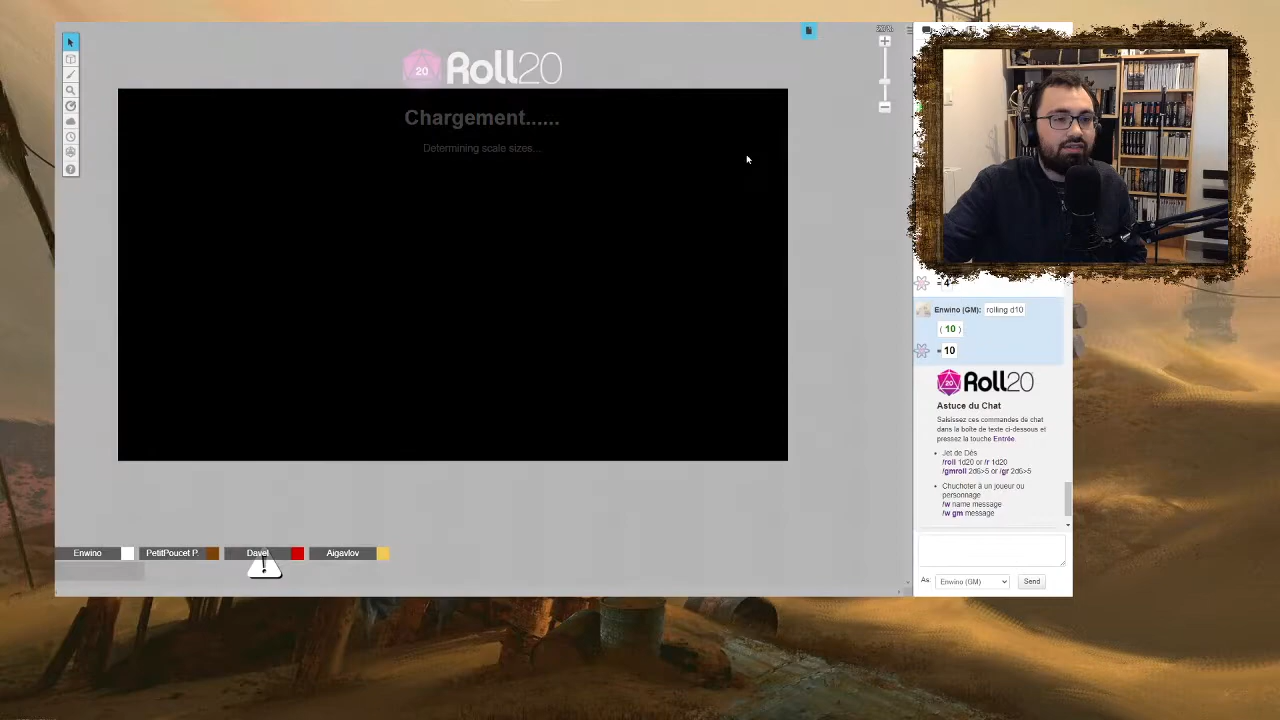 20
Roll20
Chargement......
Determining scale sizes...
= 4
Enwino (GM): rolling d10
( 10 )
= 10
20
Roll20
Astuce du Chat
Saisissez ces commandes de chat
dans la boîte de texte ci-dessous et
pressez la touche Entrée.
• Jet de Dés
/roll 1d20 or /r 1d20
/gmroll 2d6>5 or /gr 2d6>5
• Chuchoter à un joueur ou
personnage
/w name message
/w gm message
Enwino
PetitPoucet P.
Davel
Aigavlov
As:
Enwino (GM)
Send